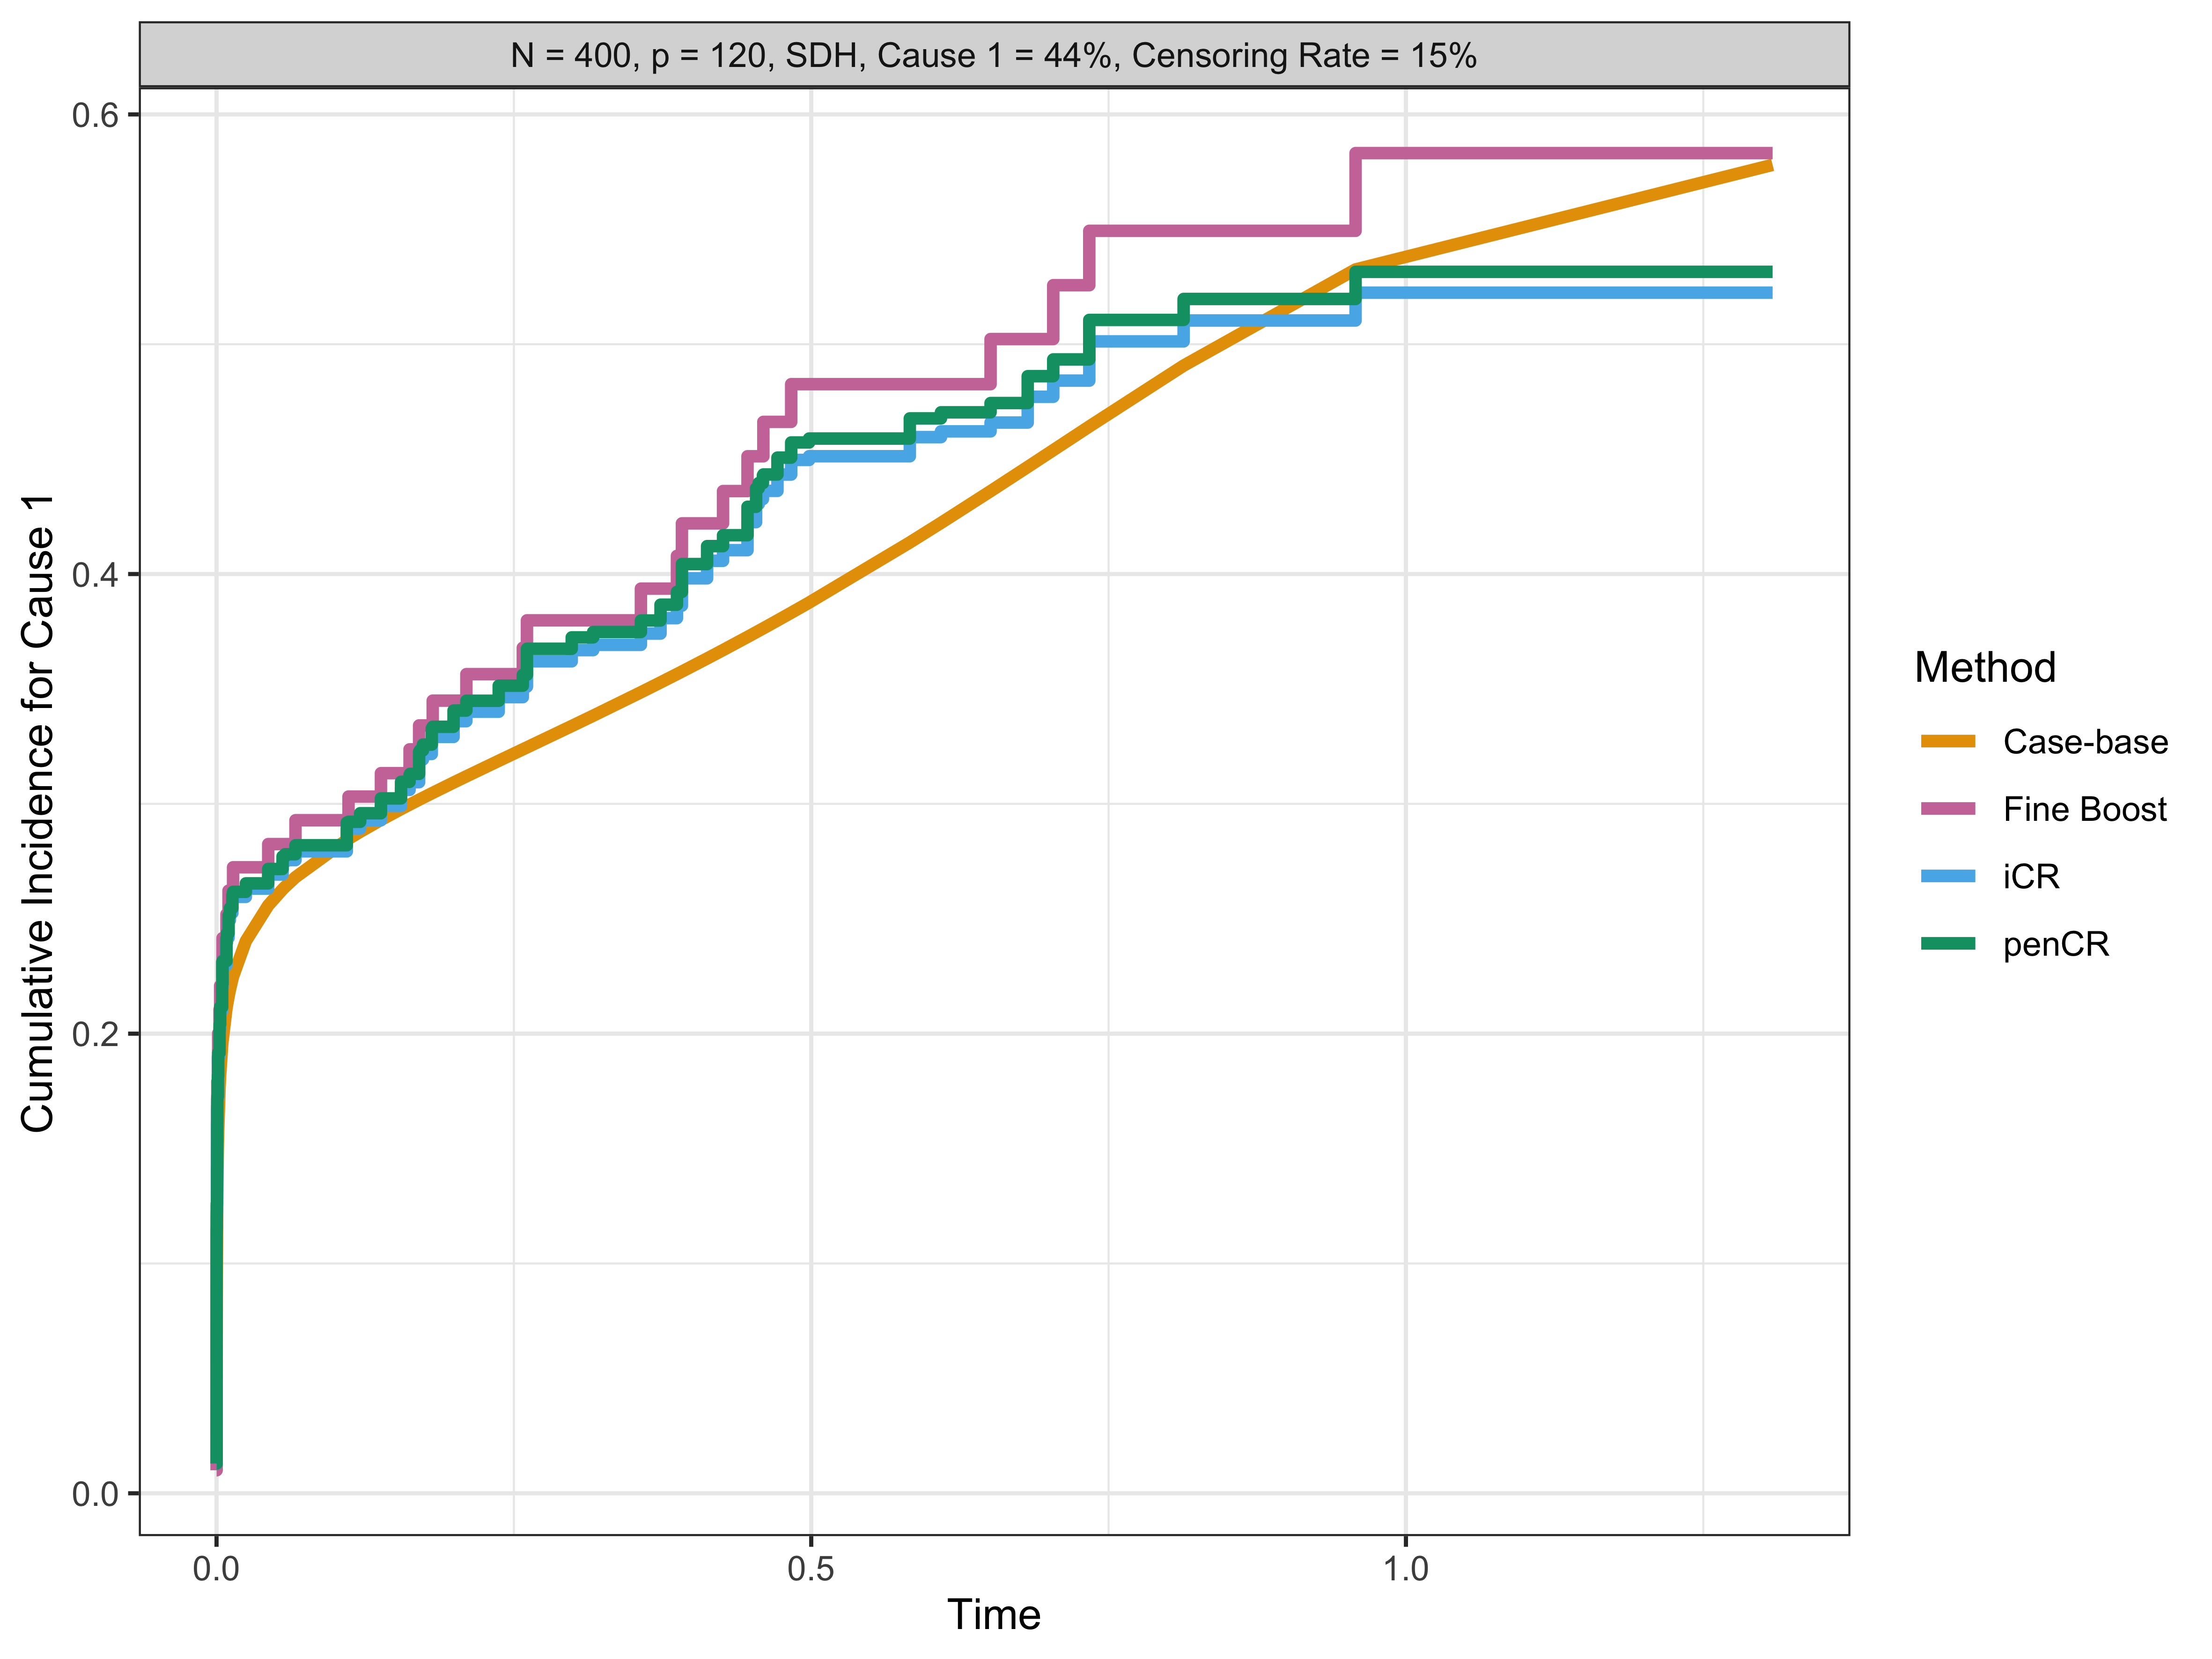 N = 400, p = 120, SDH, Cause 1 = 44%, Censoring Rate = 15%
Cumulative Incidence for Cause 1
0.6
0.4
0.2
0.0
0.0 0.5 1.0
Time
Method
Case-base
Fine Boost
iCR
penCR